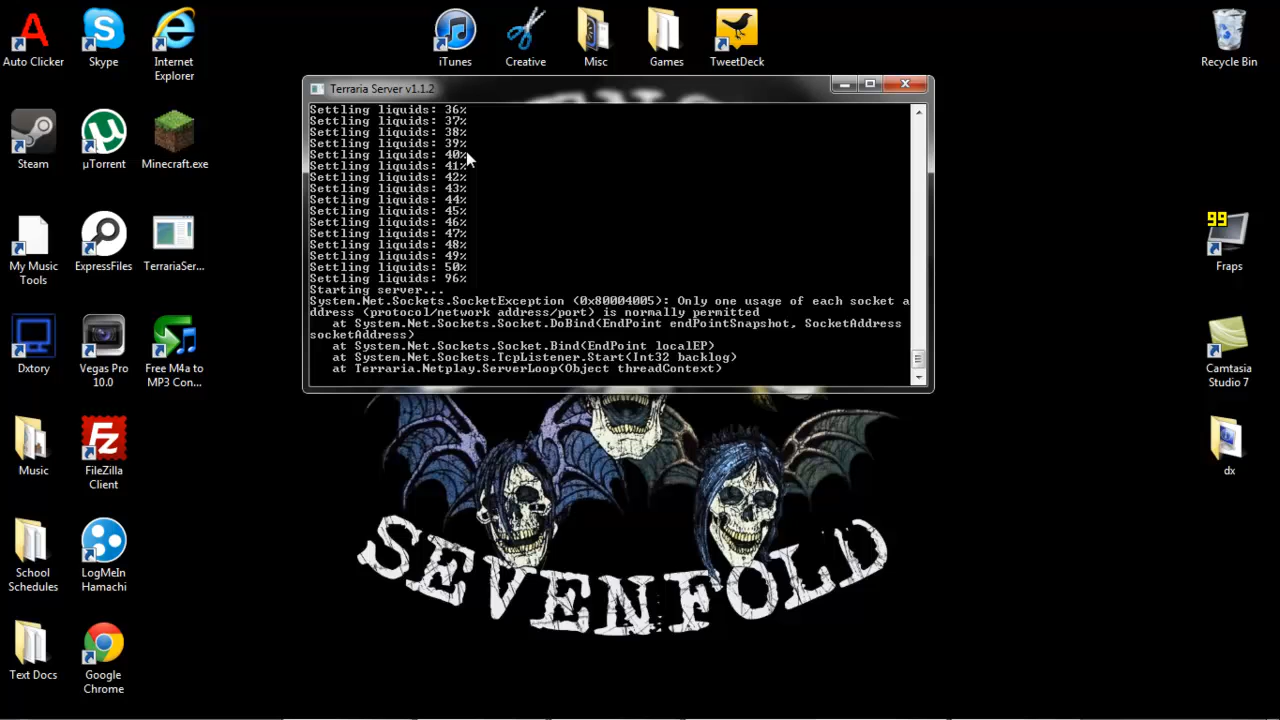 Auto Clicker
Skype
Internet
Explorer
iTunes
Creative
Misc
Games
TweetDeck
Recycle Bin
Steam
µTorrent
Minecraft.exe
My Music
Tools
ExpressFiles
TerrariaSer...
99
Fraps
Dxtory
Vegas Pro
10.0
Free M4a to
MP3 Con...
Camtasia
Studio 7
Music
FileZilla
Client
dx
School
Schedules
LogMeIn
Hamachi
Text Docs
Google
Chrome
Terraria Server v1.1.2
Settling liquids: 36%
Settling liquids: 37%
Settling liquids: 38%
Settling liquids: 39%
Settling liquids: 40%
Settling liquids: 41%
Settling liquids: 42%
Settling liquids: 43%
Settling liquids: 44%
Settling liquids: 45%
Settling liquids: 46%
Settling liquids: 47%
Settling liquids: 48%
Settling liquids: 49%
Settling liquids: 50%
Settling liquids: 96%
Starting server...
System.Net.Sockets.SocketException (0x80004005): Only one usage of each socket a
ddress (protocol/network address/port) is normally permitted
at System.Net.Sockets.Socket.DoBind(EndPoint endPointSnapshot, SocketAddress
socketAddress)
at System.Net.Sockets.Socket.Bind(EndPoint localEP)
at System.Net.Sockets.TcpListener.Start(Int32 backlog)
at Terraria.Netplay.ServerLoop(Object threadContext)
SEVENFOLD